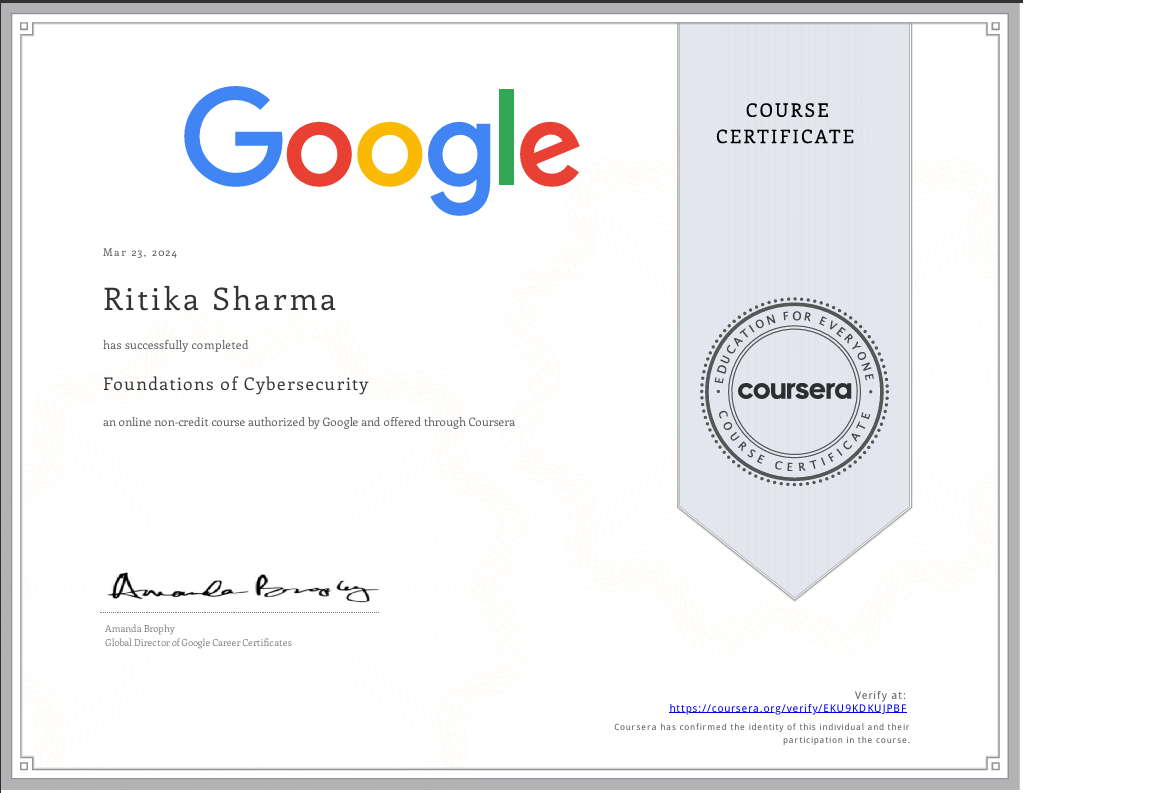 Google
COURSE
CERTIFICATE
Mar 23, 2024
Ritika Sharma
has successfully completed
Foundations of Cybersecurity
an online non-credit course authorized by Google and offered through Coursera
EDUCATION FOR EVERYONE
coursera
COURSE CERTIFICATE
Amanda Brophy
Amanda Brophy
Global Director of Google Career Certificates
Verify at:
https://coursera.org/verify/EKU9KDKUJPBF
Coursera has confirmed the identity of this individual and their
participation in the course.